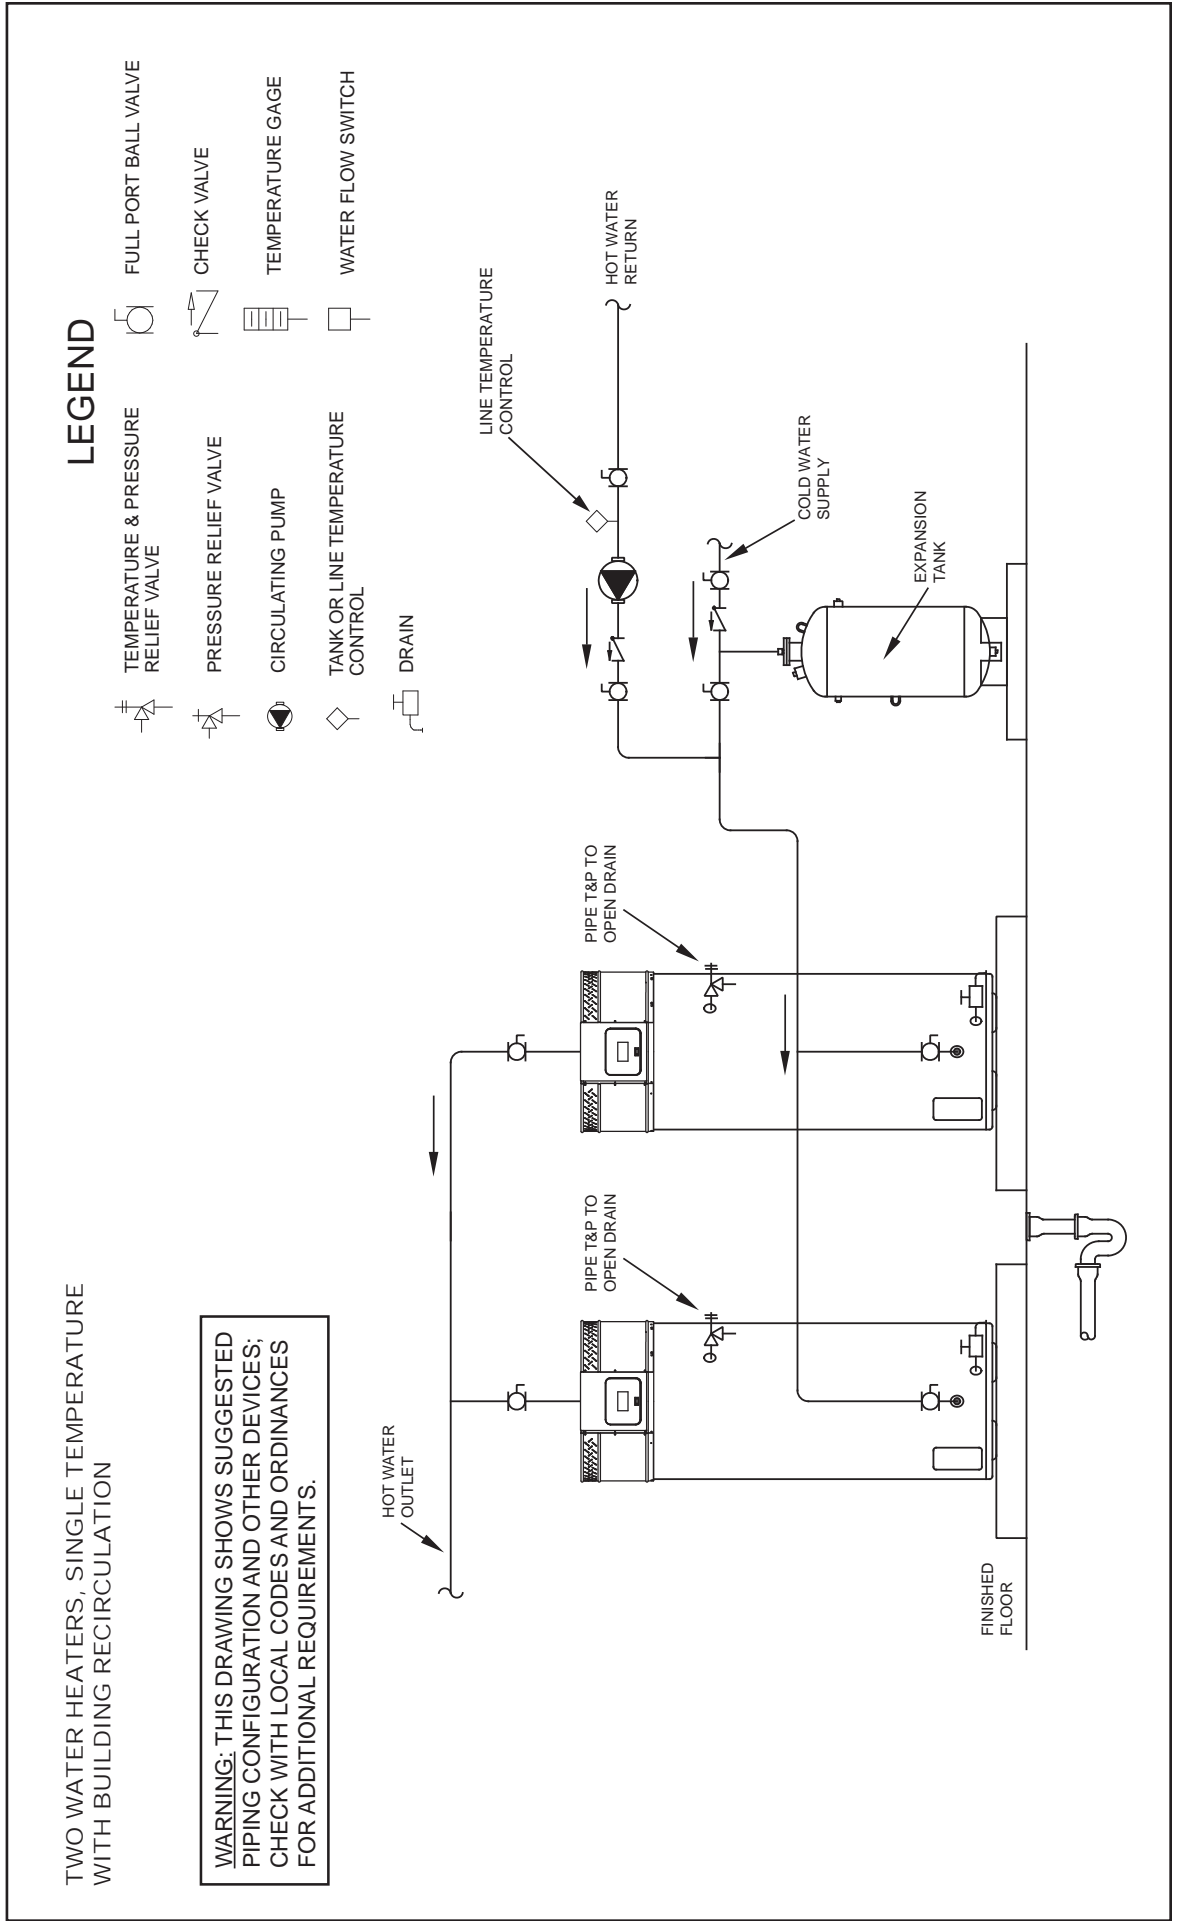 TWO WATER HEATERS, SINGLE TEMPERATURE
WITH BUILDING RECIRCULATION
WARNING: THIS DRAWING SHOWS SUGGESTED
PIPING CONFIGURATION AND OTHER DEVICES;
CHECK WITH LOCAL CODES AND ORDINANCES
FOR ADDITIONAL REQUIREMENTS.
LEGEND
TEMPERATURE & PRESSURE
RELIEF VALVE
PRESSURE RELIEF VALVE
CIRCULATING PUMP
TANK OR LINE TEMPERATURE
CONTROL
DRAIN
FULL PORT BALL VALVE
CHECK VALVE
TEMPERATURE GAGE
WATER FLOW SWITCH
HOT WATER
OUTLET
PIPE T&P TO
OPEN DRAIN
PIPE T&P TO
OPEN DRAIN
LINE TEMPERATURE
CONTROL
HOT WATER
RETURN
COLD WATER
SUPPLY
EXPANSION
TANK
FINISHED
FLOOR